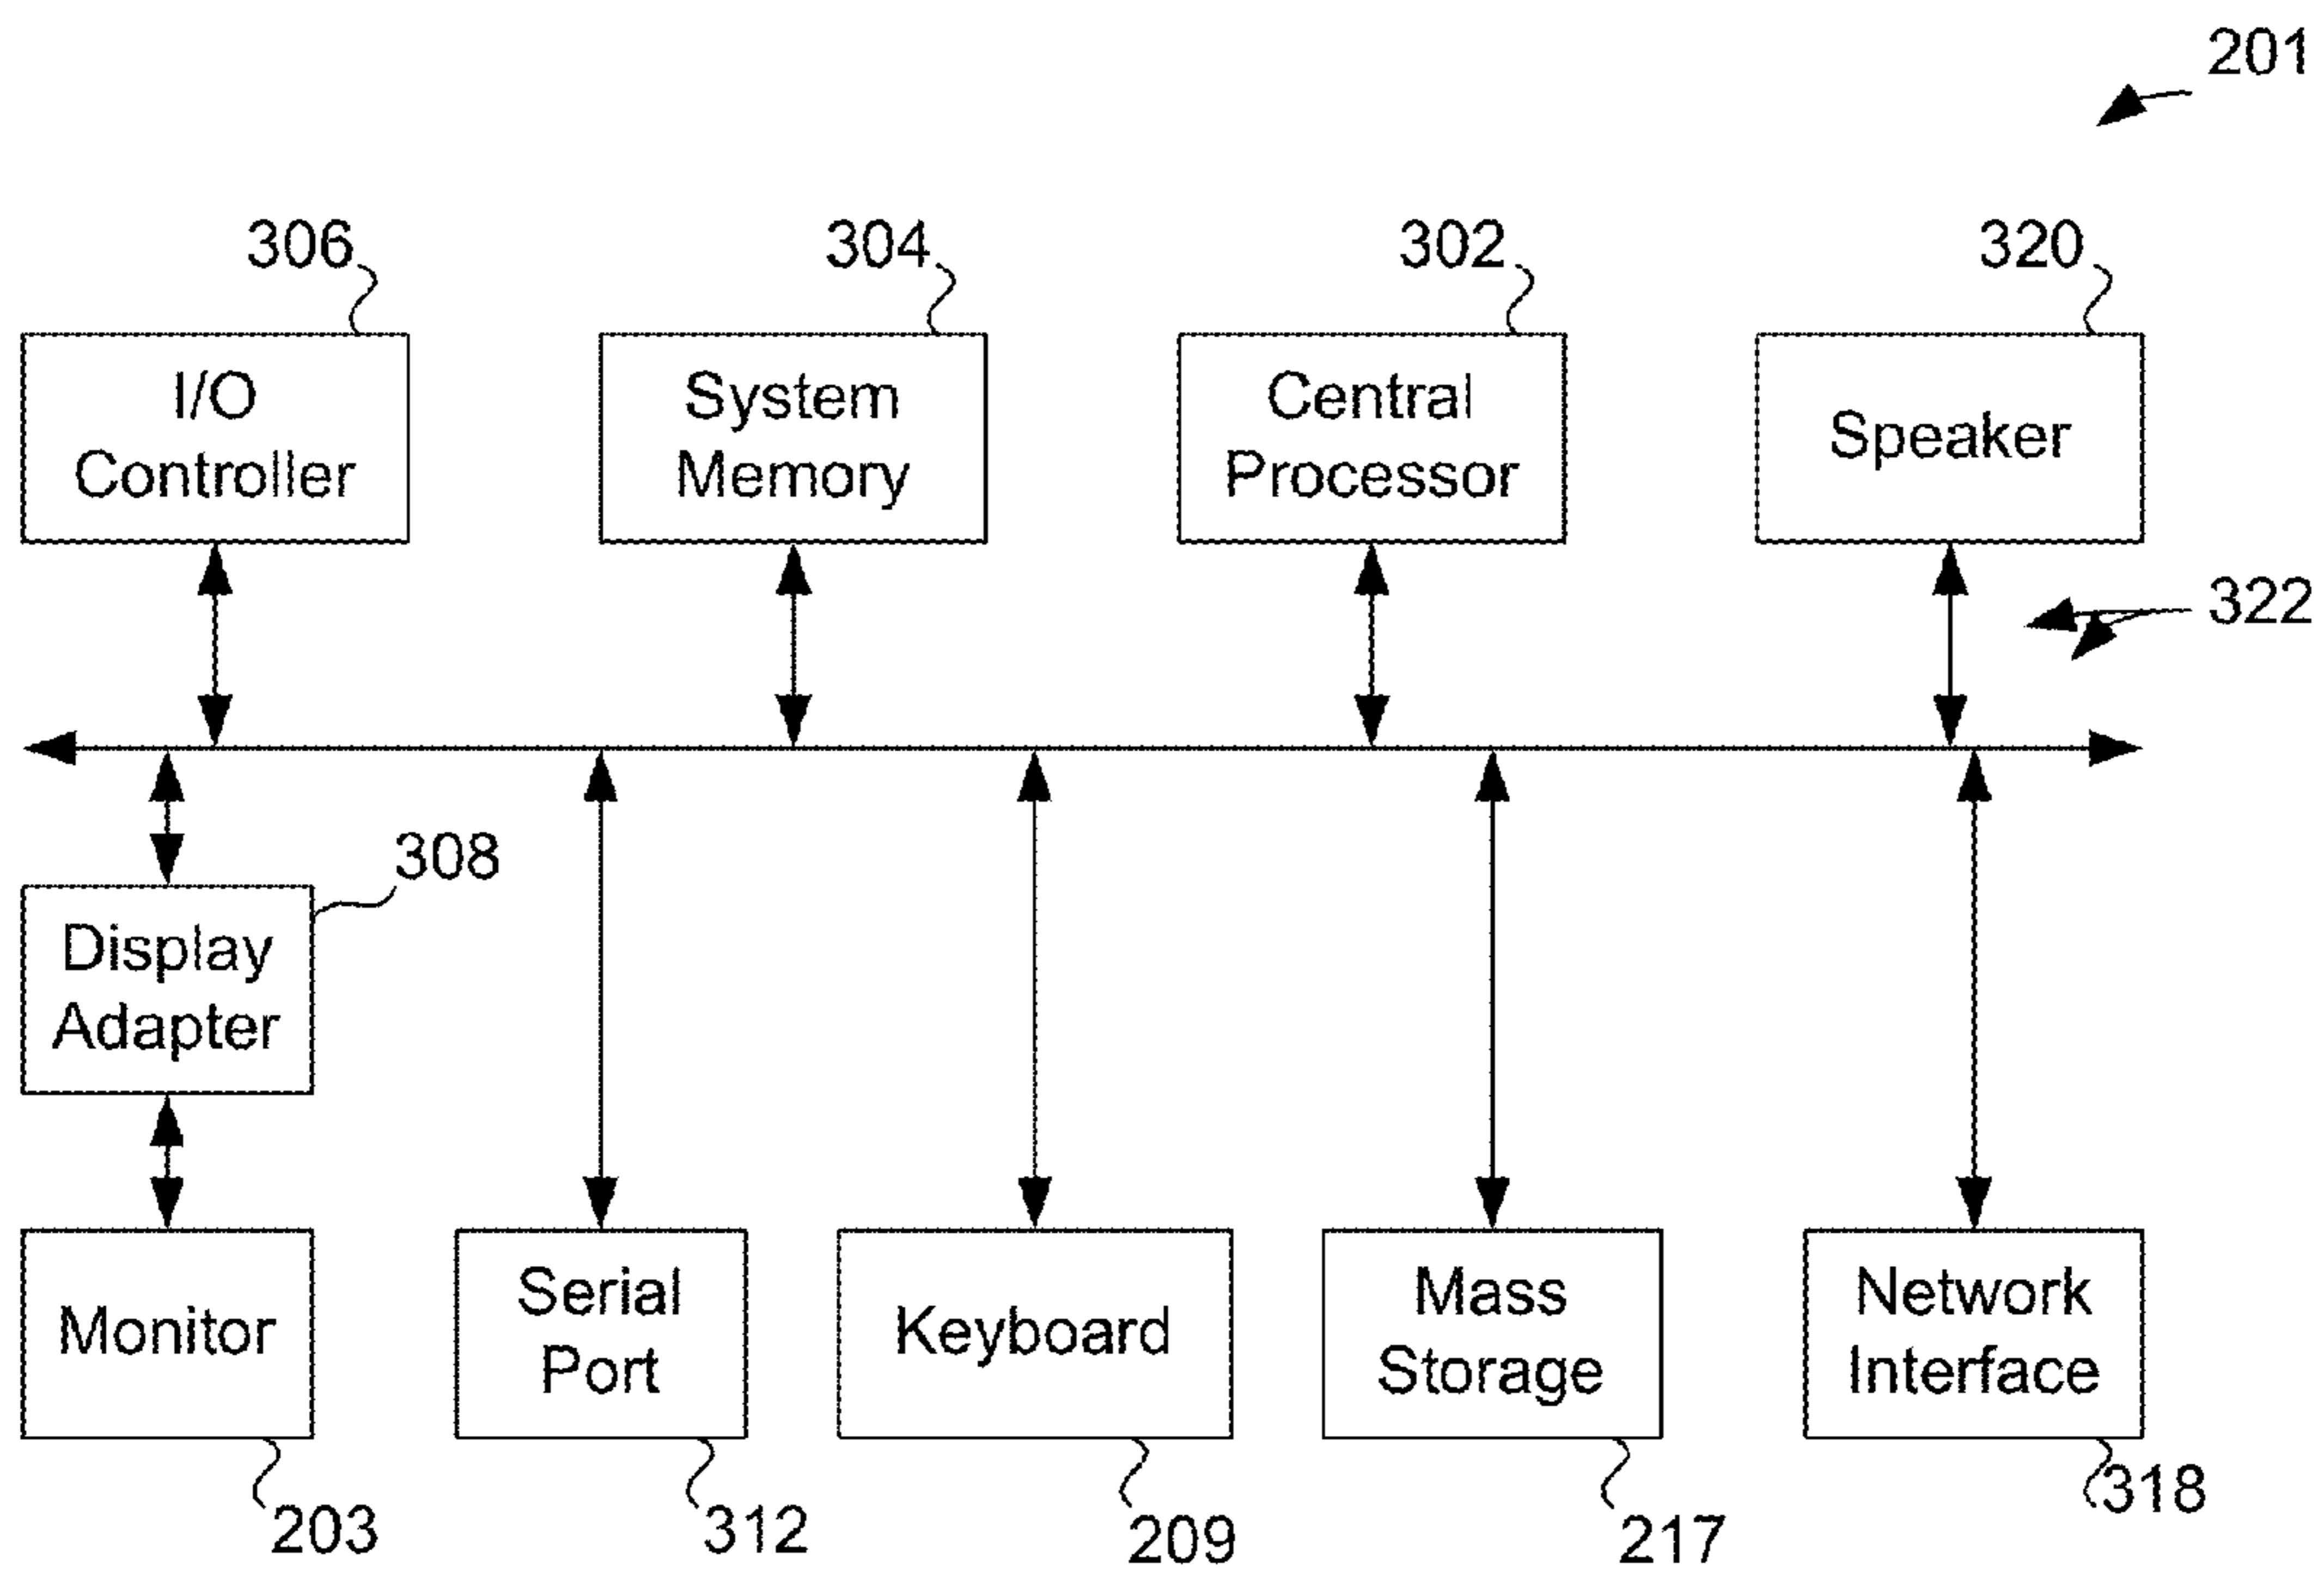 201
306
304
302
320
I/O
Controller
System
Memory
Central
Processor
Speaker
322
308
Display
Adapter
Monitor
Serial
Port
Keyboard
Mass
Storage
Network
Interface
203
312
209
217
318